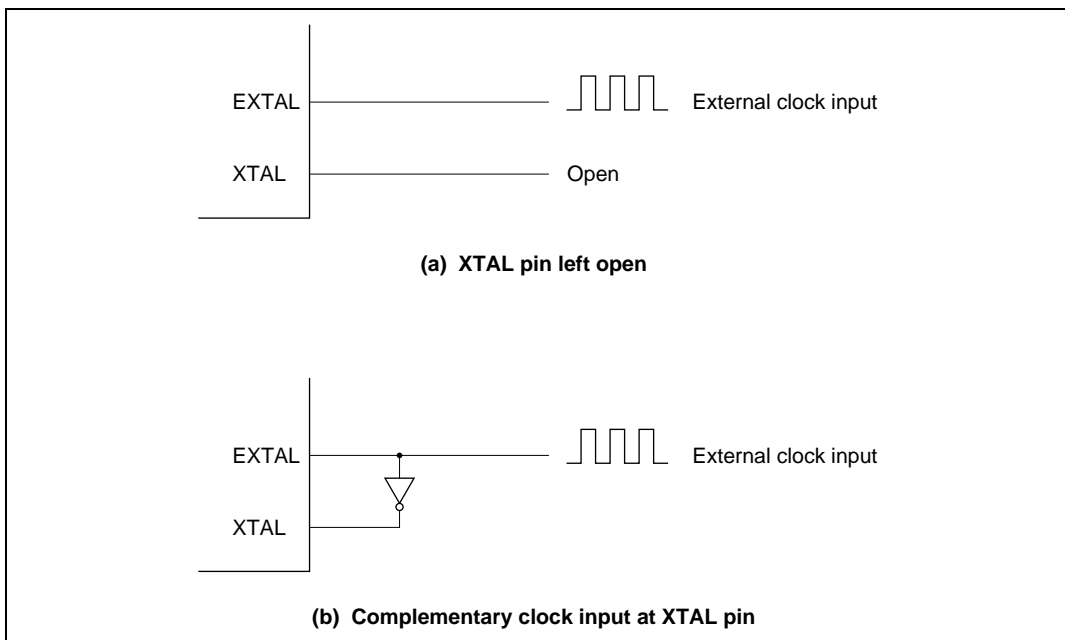 EXTAL External clock input
XTAL Open
(a) XTAL pin left open
EXTAL External clock input
XTAL
(b) Complementary clock input at XTAL pin